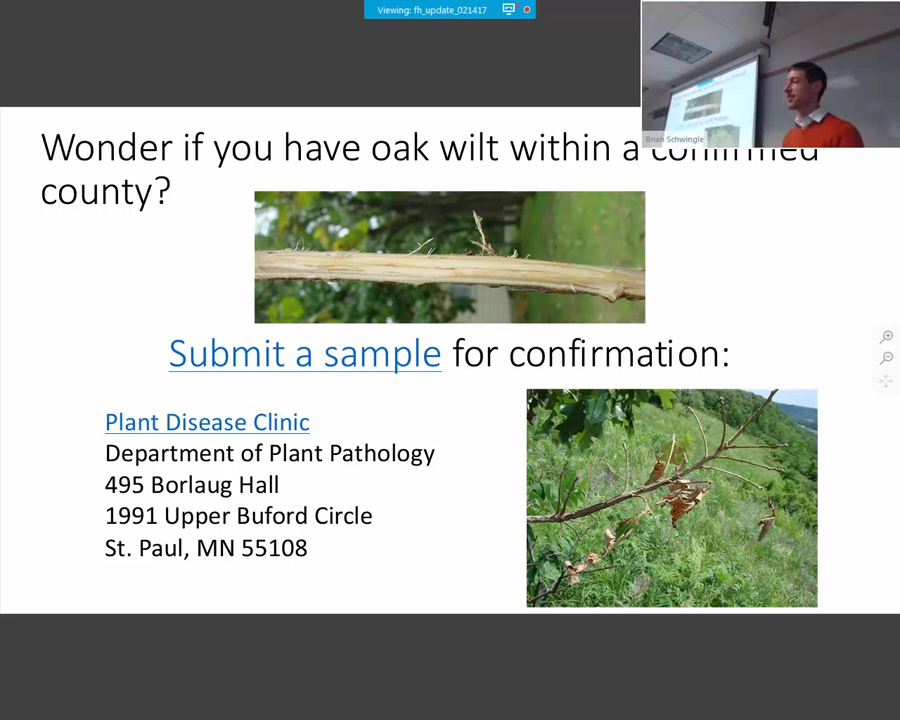 Viewing: fh_update_021417
Brian Schwingle
Wonder if you have oak wilt within a confirmed
county?
Submit a sample for confirmation:
Plant Disease Clinic
Department of Plant Pathology
495 Borlaug Hall
1991 Upper Buford Circle
St. Paul, MN 55108